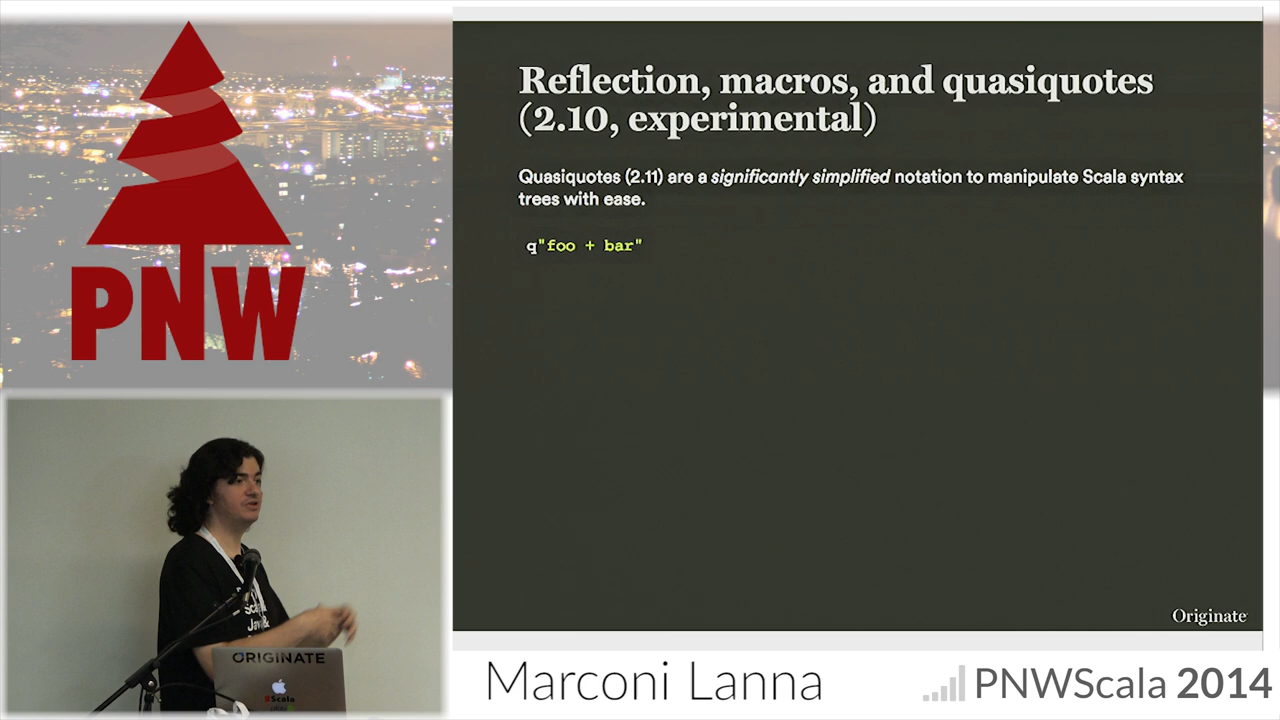 PNW
Reflection, macros, and quasiquotes
(2.10, experimental)
Quasiquotes (2.11) are a significantly simplified notation to manipulate Scala syntax
trees with ease.
q"foo + bar"
Originate
ORIGINATE
Scala
Marconi Lanna
PNWScala 2014